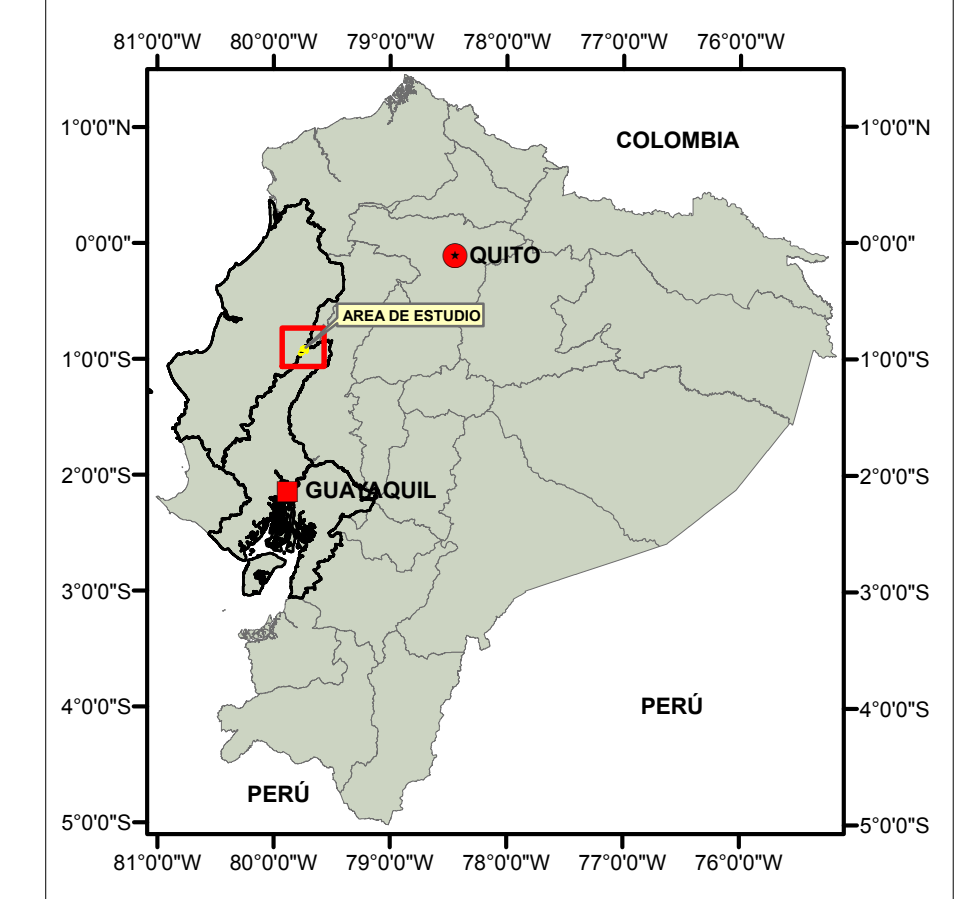 81°0'0"W 80°0'0"W 79°0'0"W 78°0'0"W 77°0'0"W 76°0'0"W
1°0'0"N 1°0'0"N
COLOMBIA
0°0'0" 0°0'0"
QUITO
AREA DE ESTUDIO
1°0'0"S 1°0'0"S
2°0'0"S 2°0'0"S
GUAYAQUIL
3°0'0"S 3°0'0"S
4°0'0"S 4°0'0"S
PERÚ
PERÚ
5°0'0"S 5°0'0"S
81°0'0"W 80°0'0"W 79°0'0"W 78°0'0"W 77°0'0"W 76°0'0"W